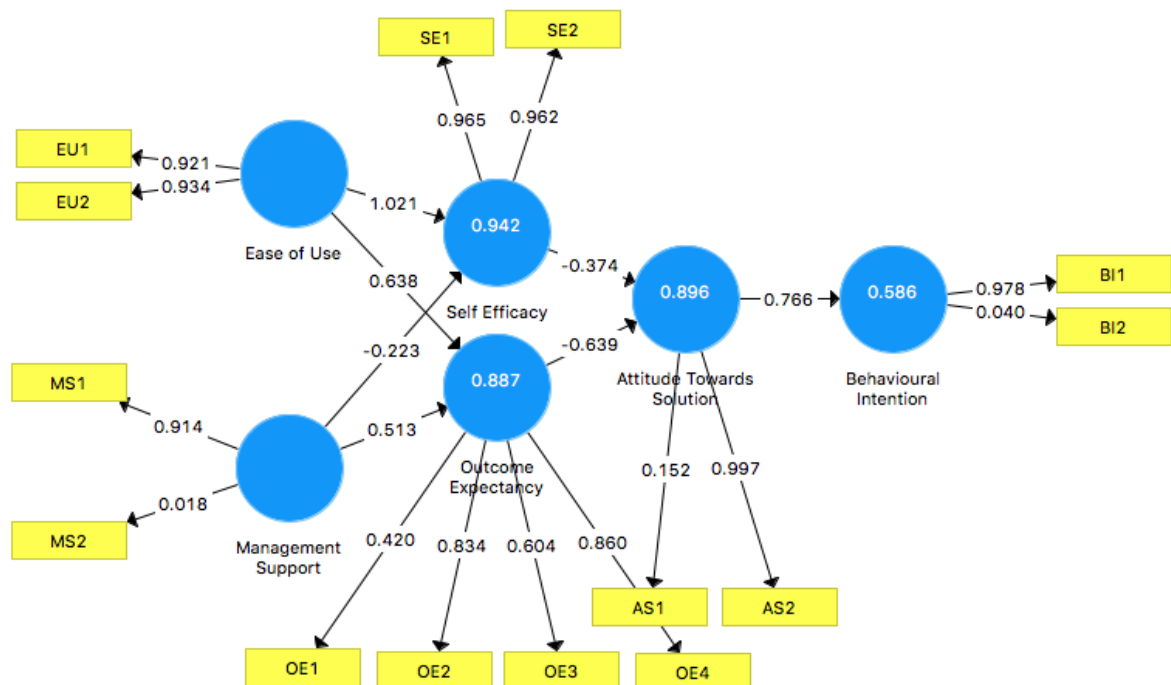 SE1
SE2
0.965
0.962
EU1
EU2
0.921
0.934
Ease of Use
1.021
0.638
0.942
Self Efficacy
-0.374
-0.223
0.896
Attitude Towards
Solution
0.766
0.586
Behavioural
Intention
0.978
0.040
BI1
BI2
-0.639
0.887
Outcome
Expectancy
MS1
0.914
0.513
0.018
MS2
Management
Support
0.420
0.834
0.604
0.860
0.152
0.997
AS1
AS2
OE1
OE2
OE3
OE4